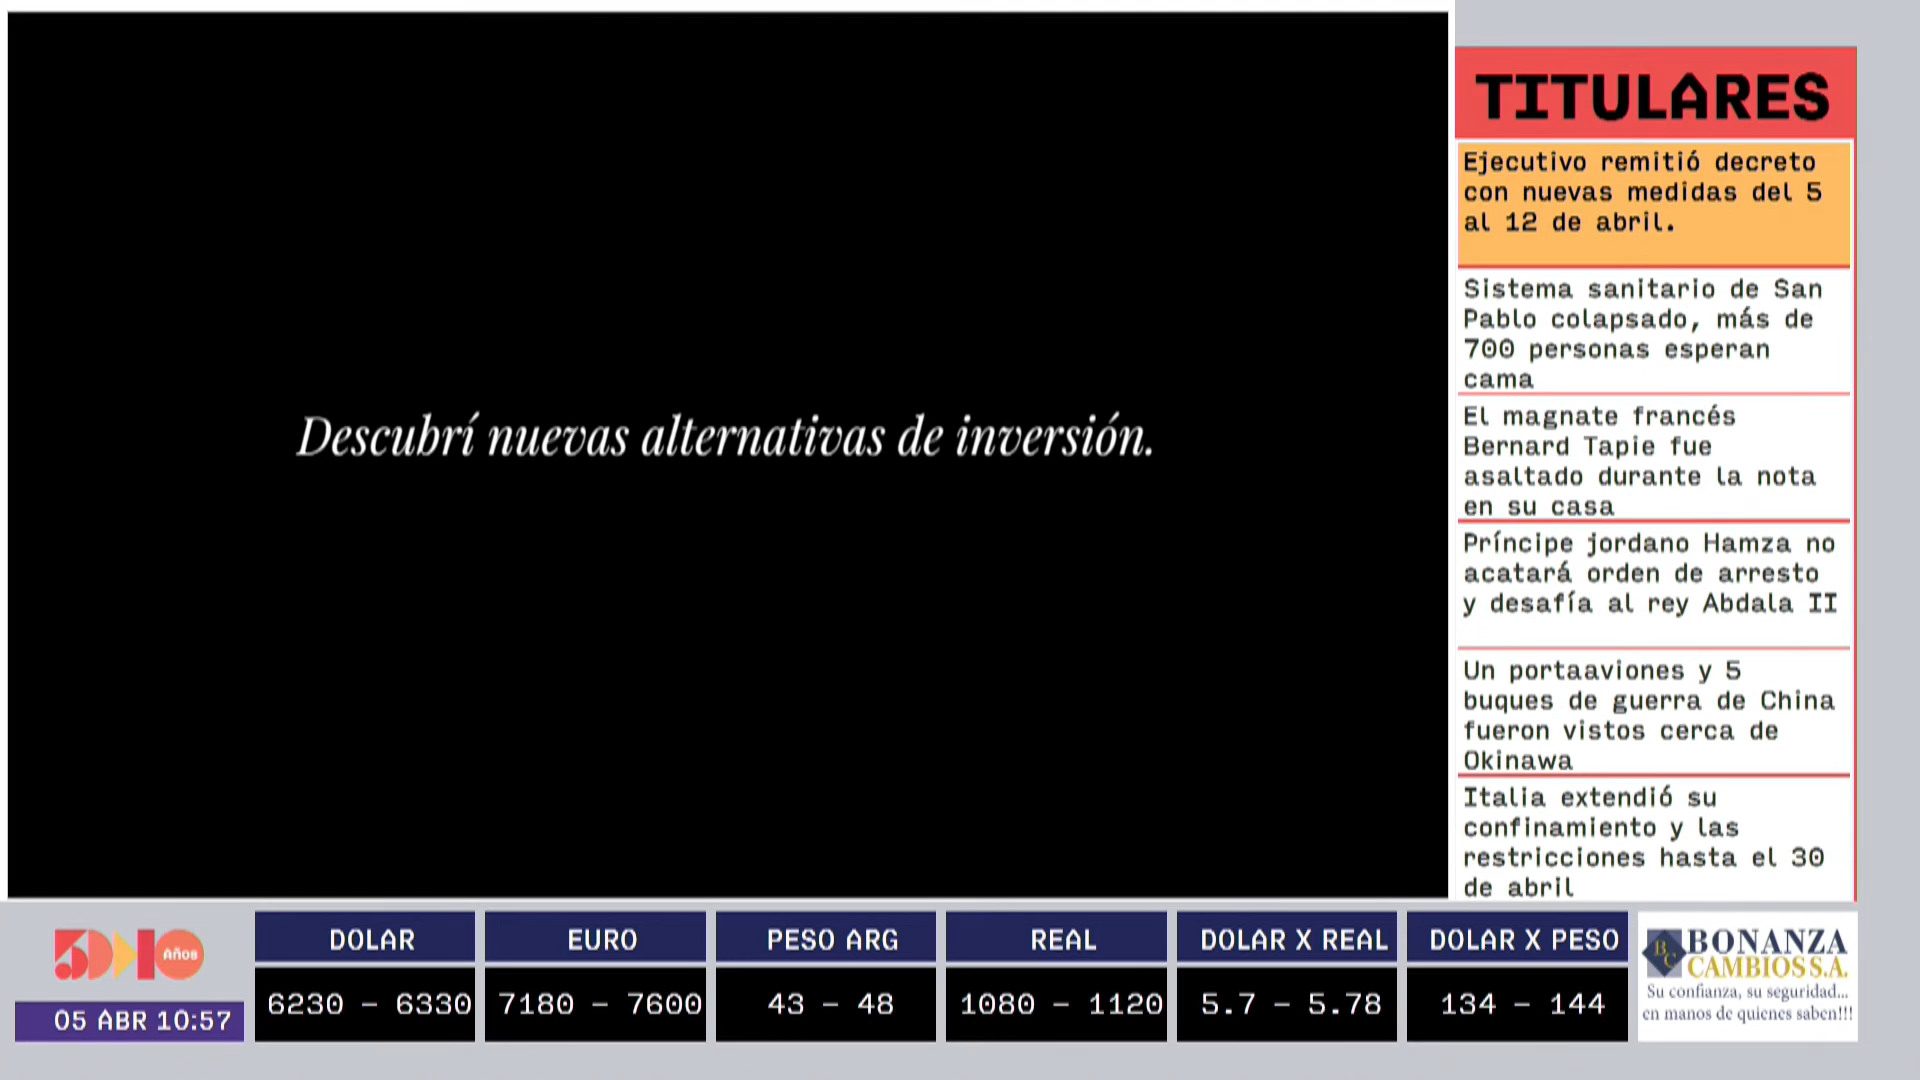 Descubrí nuevas alternativas de inversión.
TITULARES
Ejecutivo remitió decreto
con nuevas medidas del 5
al 12 de abril.
Sistema sanitario de San
Pablo colapsado, más de
700 personas esperan
cama
El magnate francés
Bernard Tapie fue
asaltado durante la nota
en su casa
Príncipe jordano Hamza no
acatará orden de arresto
y desafía al rey Abdala II
Un portaaviones y 5
buques de guerra de China
fueron vistos cerca de
Okinawa
Italia extendió su
confinamiento y las
restricciones hasta el 30
de abril
Años
05 ABR 10:57
DOLAR
6230 - 6330
EURO
7180 - 7600
PESO ARG
43 - 48
REAL
1080 - 1120
DOLAR X REAL
5.7 - 5.78
DOLAR X PESO
134 - 144
BC
BONANZA
CAMBIOS S.A.
Su confianza, su seguridad...
en manos de quienes saben!!!